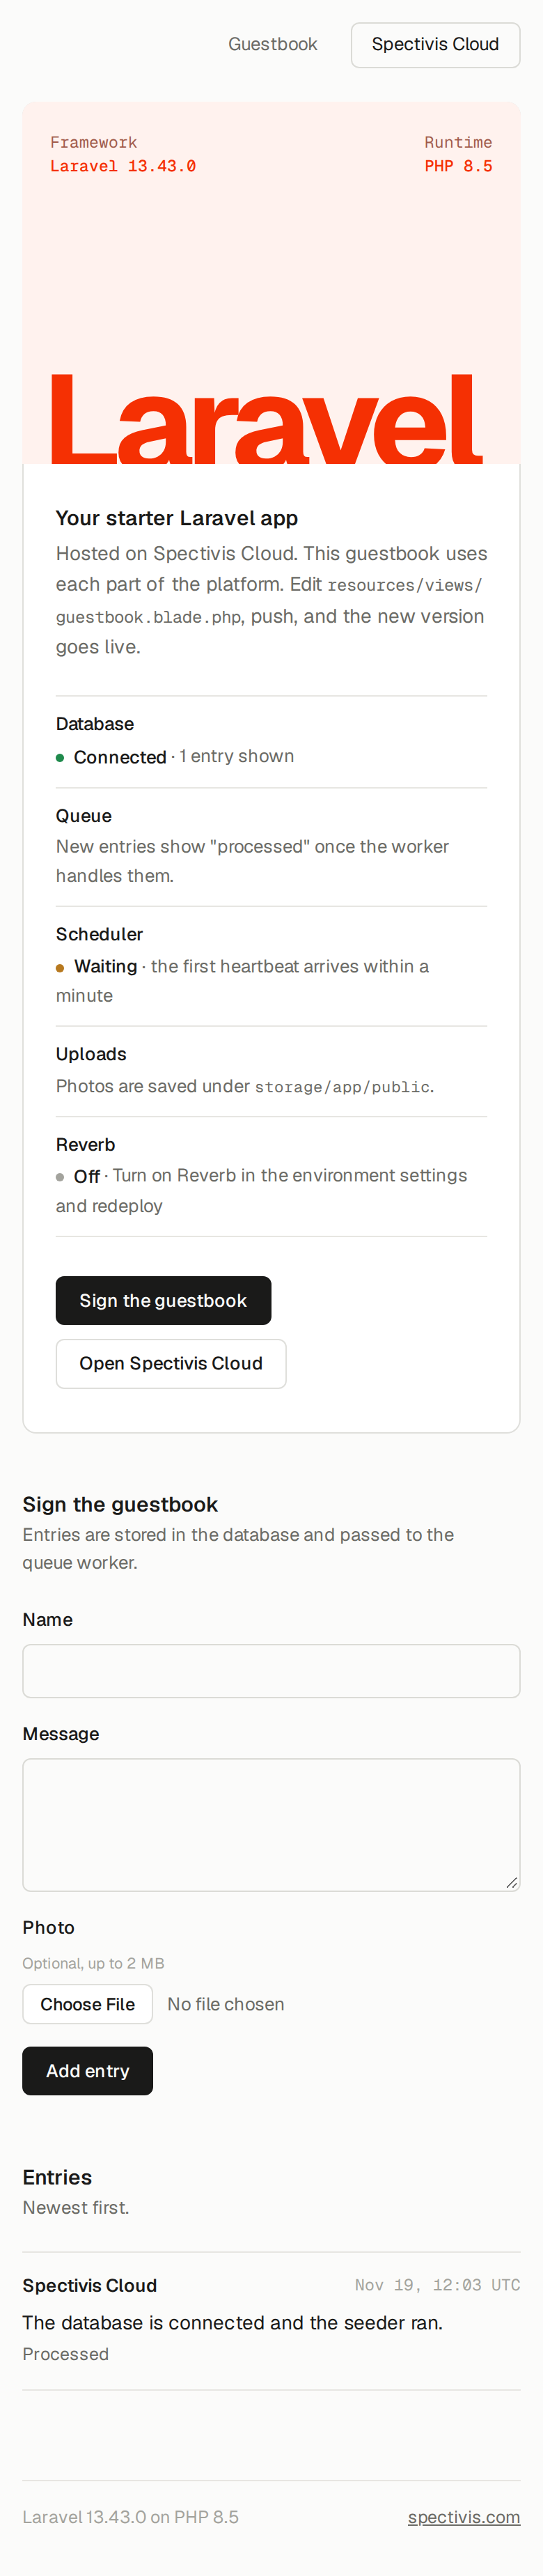 Guestbook
Spectivis Cloud
Framework
Runtime
Laravel 13.43.0
PHP 8.5
Laravel
Your starter Laravel app
Hosted on Spectivis Cloud. This guestbook uses
each part of the platform. Edit resources/views/
guestbook.blade.php, push, and the new version
goes live.
Database
Connected · 1 entry shown
Queue
New entries show "processed" once the worker
handles them.
Scheduler
Waiting · the first heartbeat arrives within a
minute
Uploads
Photos are saved under storage/app/public.
Reverb
Off · Turn on Reverb in the environment settings
and redeploy
Sign the guestbook
Open Spectivis Cloud
Sign the guestbook
Entries are stored in the database and passed to the
queue worker.
Name
Message
Photo
Optional, up to 2 MB
Choose File
No file chosen
Add entry
Entries
Newest first.
Spectivis Cloud
Nov 19, 12:03 UTC
The database is connected and the seeder ran.
Processed
Laravel 13.43.0 on PHP 8.5
spectivis.com